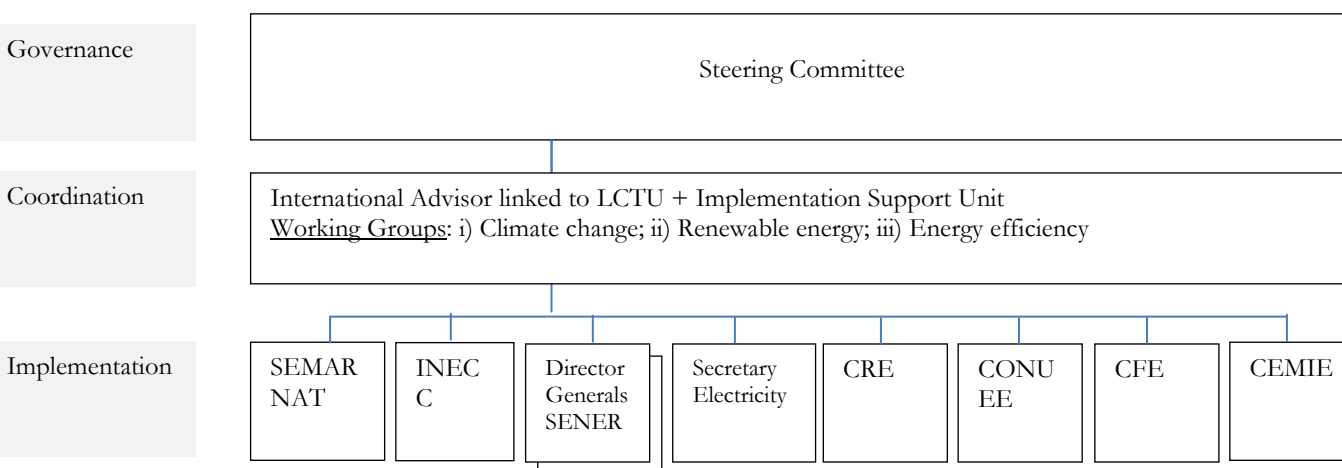 Governance
Steering Committee
Coordination
International Advisor linked to LCTU + Implementation Support Unit
Working Groups: i) Climate change; ii) Renewable energy; iii) Energy efficiency
Implementation
SEMAR
NAT
INEC
C
Director
Generals
SENER
Secretary
Electricity
CRE
CONU
EE
CFE
CEMIE